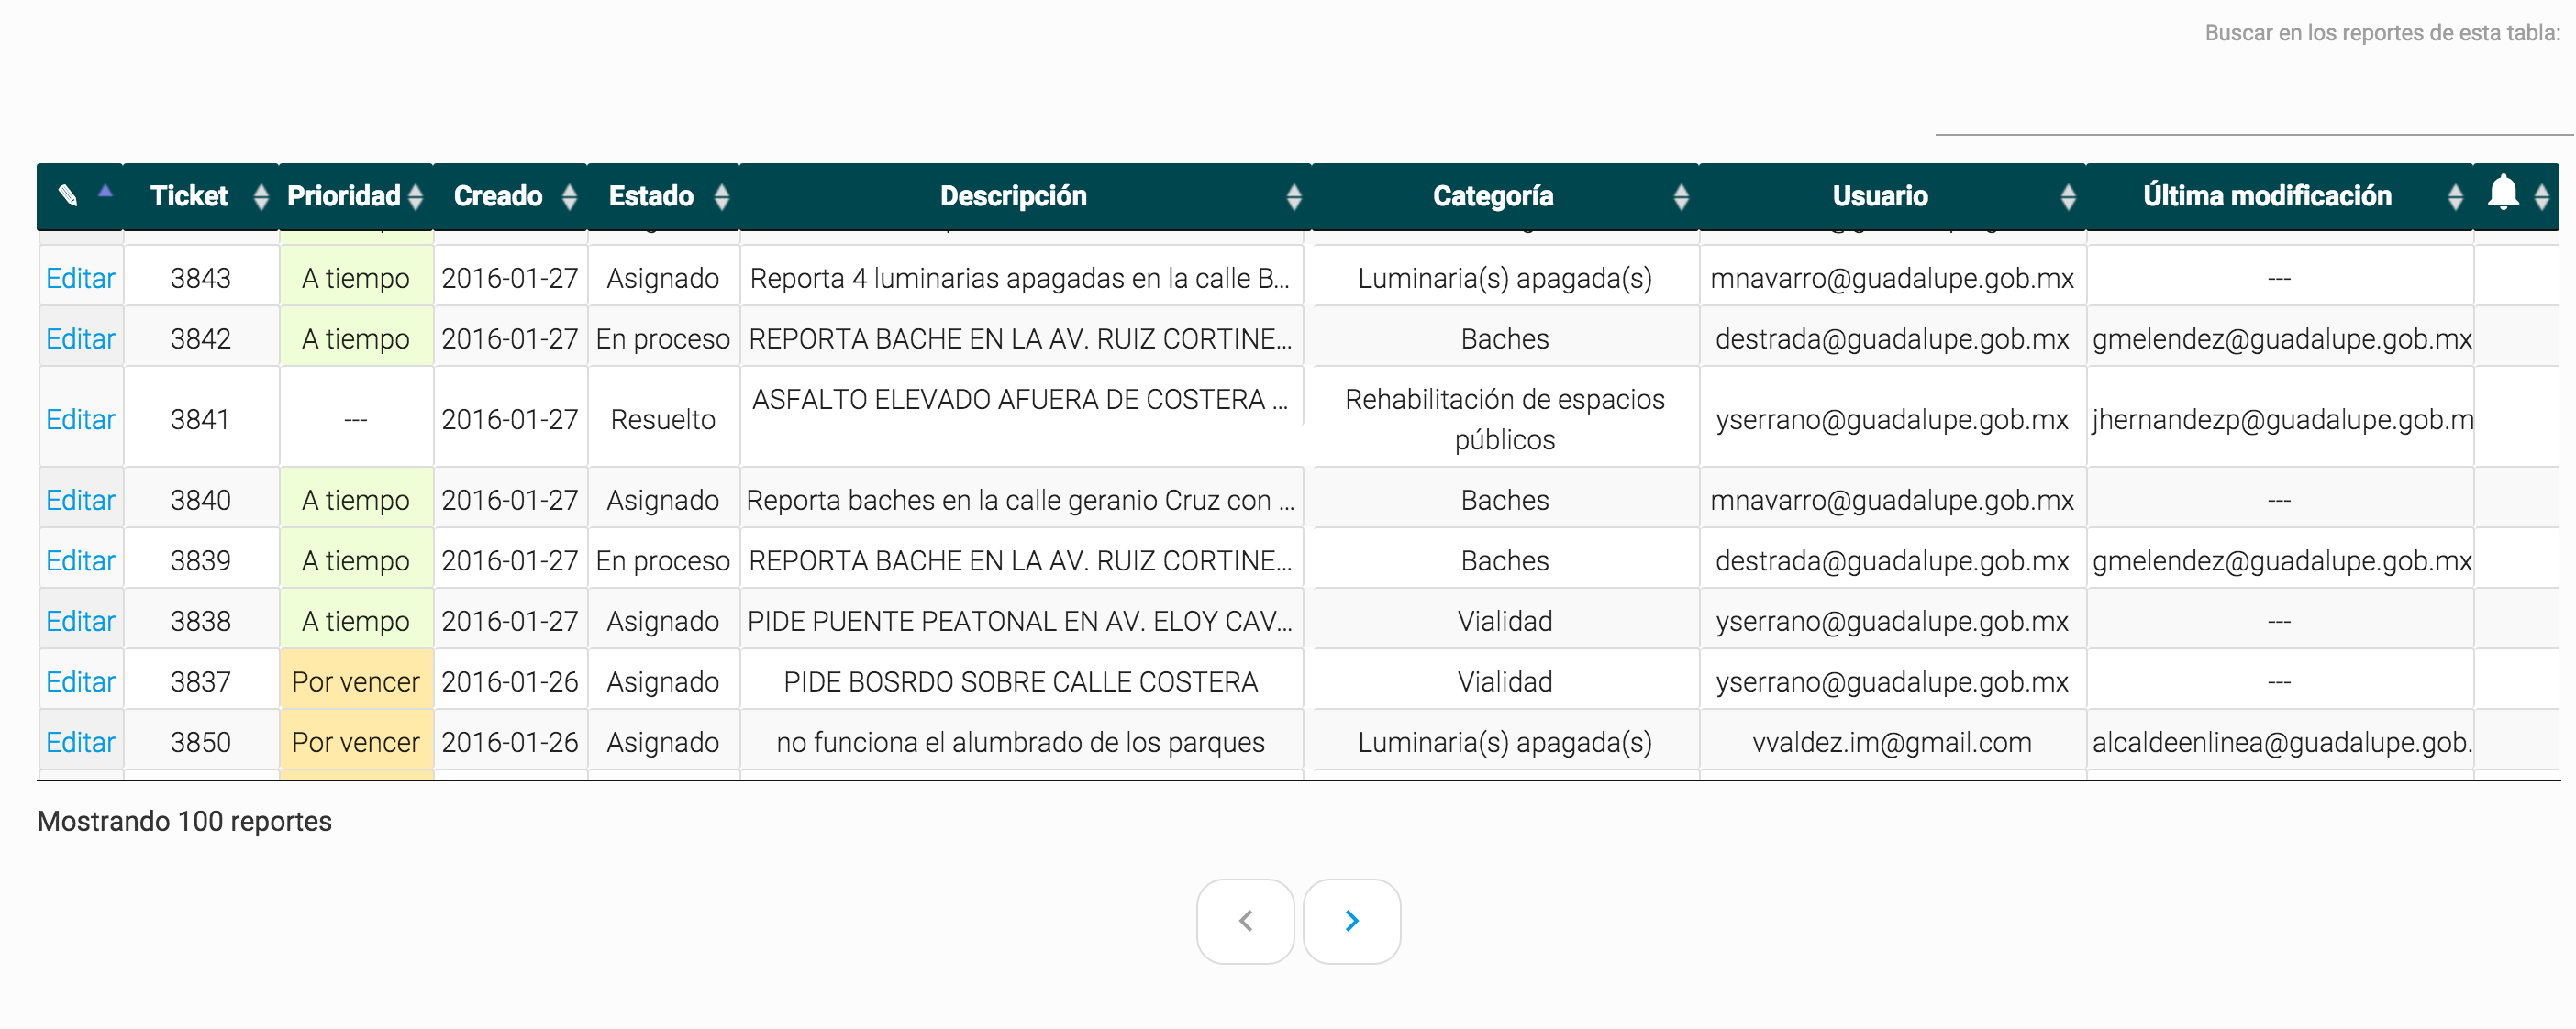 Buscar en los reportes de esta tabla:
✎ Ticket Prioridad Creado Estado Descripción Categoría Usuario Última modificación
Editar 3843 A tiempo 2016-01-27 Asignado Reporta 4 luminarias apagadas en la calle B... Luminaria(s) apagada(s) mnavarro@guadalupe.gob.mx ---
Editar 3842 A tiempo 2016-01-27 En proceso REPORTA BACHE EN LA AV. RUIZ CORTINE... Baches destrada@guadalupe.gob.mx gmelendez@guadalupe.gob.mx
Editar 3841 --- 2016-01-27 Resuelto ASFALTO ELEVADO AFUERA DE COSTERA ... Rehabilitación de espacios públicos yserrano@guadalupe.gob.mx jhernandezp@guadalupe.gob.m
Editar 3840 A tiempo 2016-01-27 Asignado Reporta baches en la calle geranio Cruz con ... Baches mnavarro@guadalupe.gob.mx ---
Editar 3839 A tiempo 2016-01-27 En proceso REPORTA BACHE EN LA AV. RUIZ CORTINE... Baches destrada@guadalupe.gob.mx gmelendez@guadalupe.gob.mx
Editar 3838 A tiempo 2016-01-27 Asignado PIDE PUENTE PEATONAL EN AV. ELOY CAV... Vialidad yserrano@guadalupe.gob.mx ---
Editar 3837 Por vencer 2016-01-26 Asignado PIDE BOSRDO SOBRE CALLE COSTERA Vialidad yserrano@guadalupe.gob.mx ---
Editar 3850 Por vencer 2016-01-26 Asignado no funciona el alumbrado de los parques Luminaria(s) apagada(s) vvaldez.im@gmail.com alcaldeenlinea@guadalupe.gob.
Mostrando 100 reportes